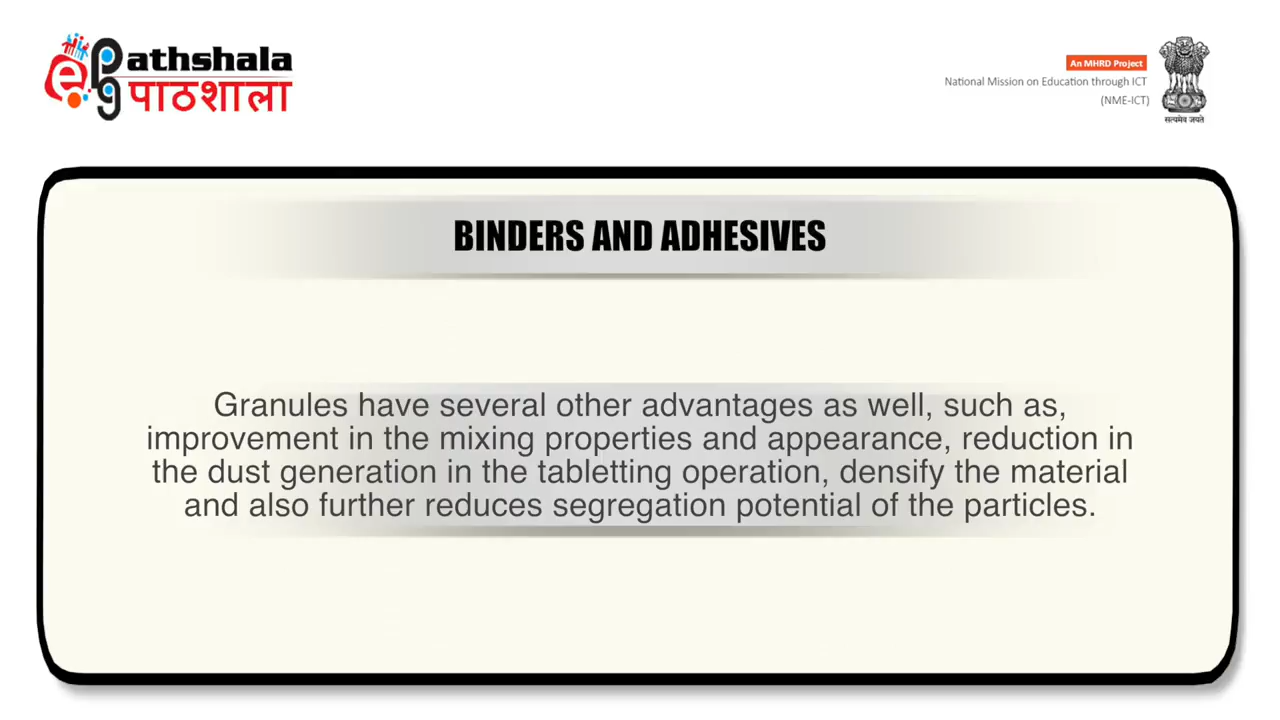 e pg Pathshala
पाठशाला
An MHRD Project
National Mission on Education through ICT
(NME-ICT)
सत्यमेव जयते
BINDERS AND ADHESIVES
Granules have several other advantages as well, such as,
improvement in the mixing properties and appearance, reduction in
the dust generation in the tabletting operation, densify the material
and also further reduces segregation potential of the particles.